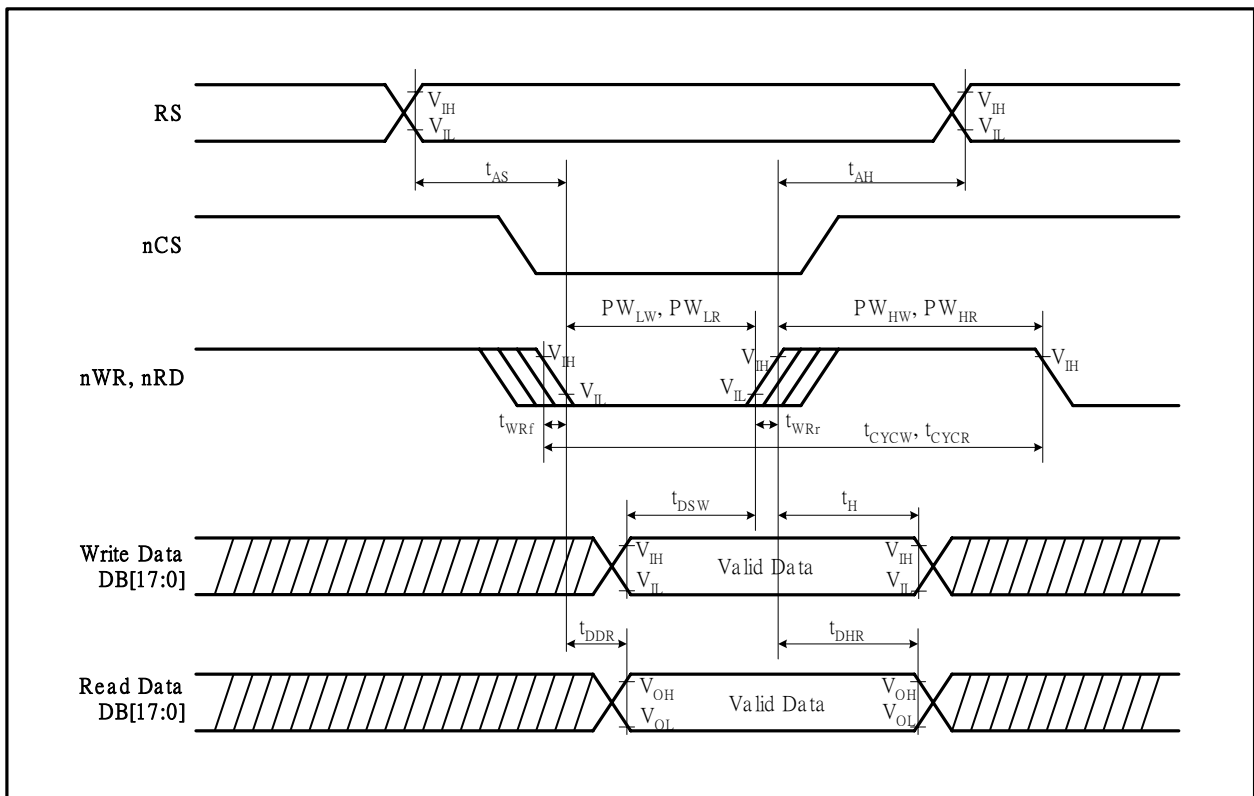 RS
V_IH
V_IL
V_IH
V_IL
t_AS
t_AH
nCS
PW_LW, PW_LR
PW_HW, PW_HR
nWR, nRD
V_IH
V_IL
V_IH
V_IL
V_IH
t_WRf
t_WRr
t_CYCW, t_CYCR
t_DSW
t_H
Write Data
DB[17:0]
V_IH
V_IL
Valid Data
V_IH
V_IL
t_DDR
t_DHR
Read Data
DB[17:0]
V_OH
V_OL
Valid Data
V_OH
V_OL